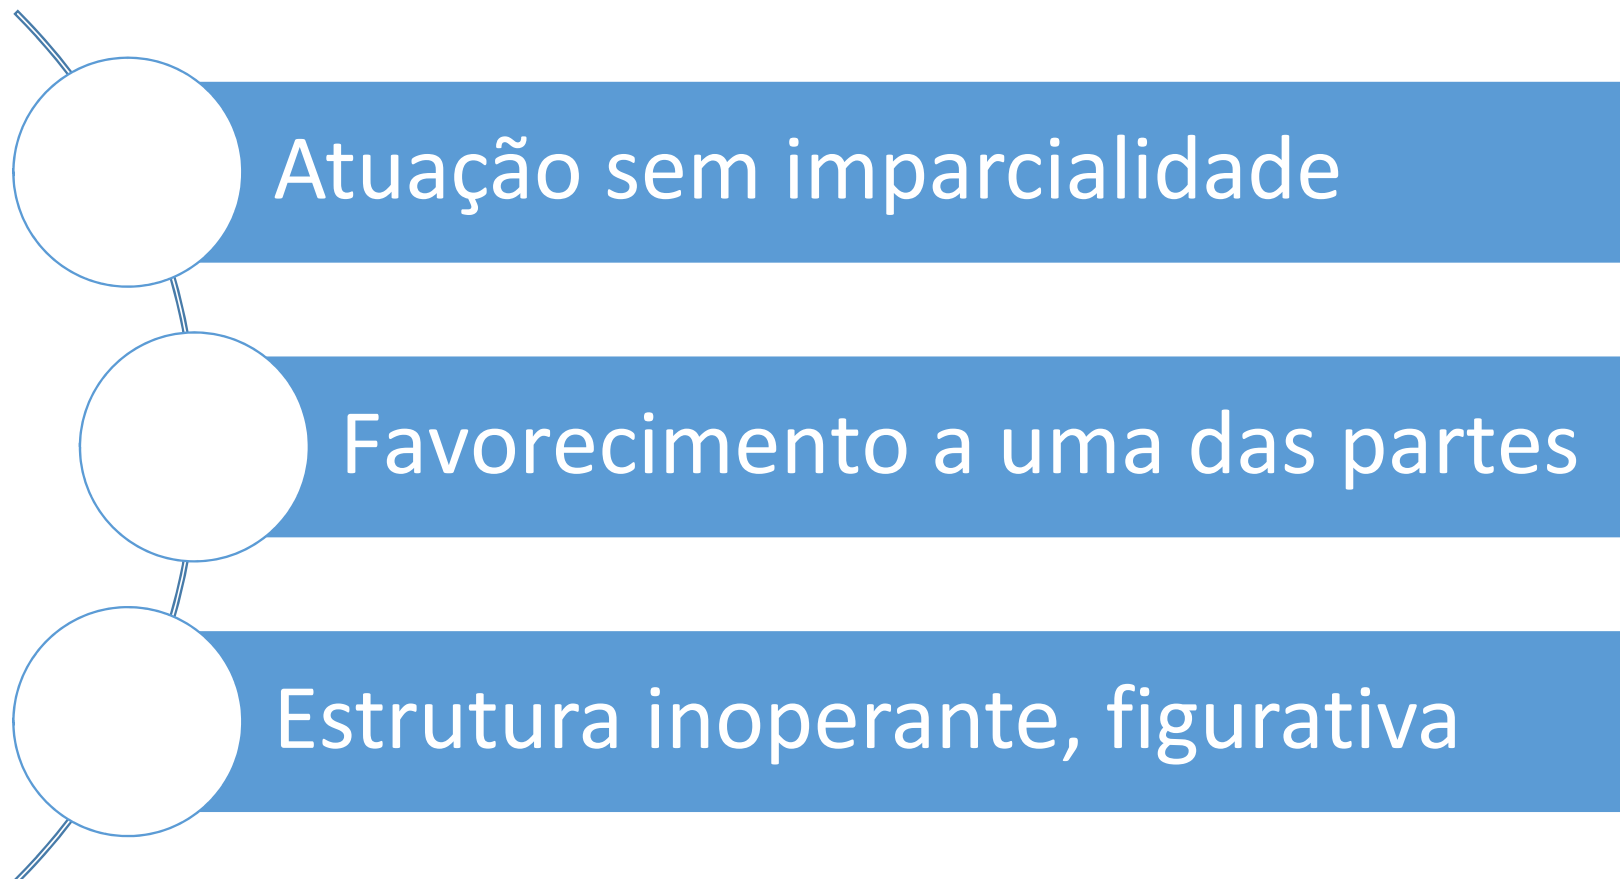 Atuação sem imparcialidade
Favorecimento a uma das partes
Estrutura inoperante, figurativa